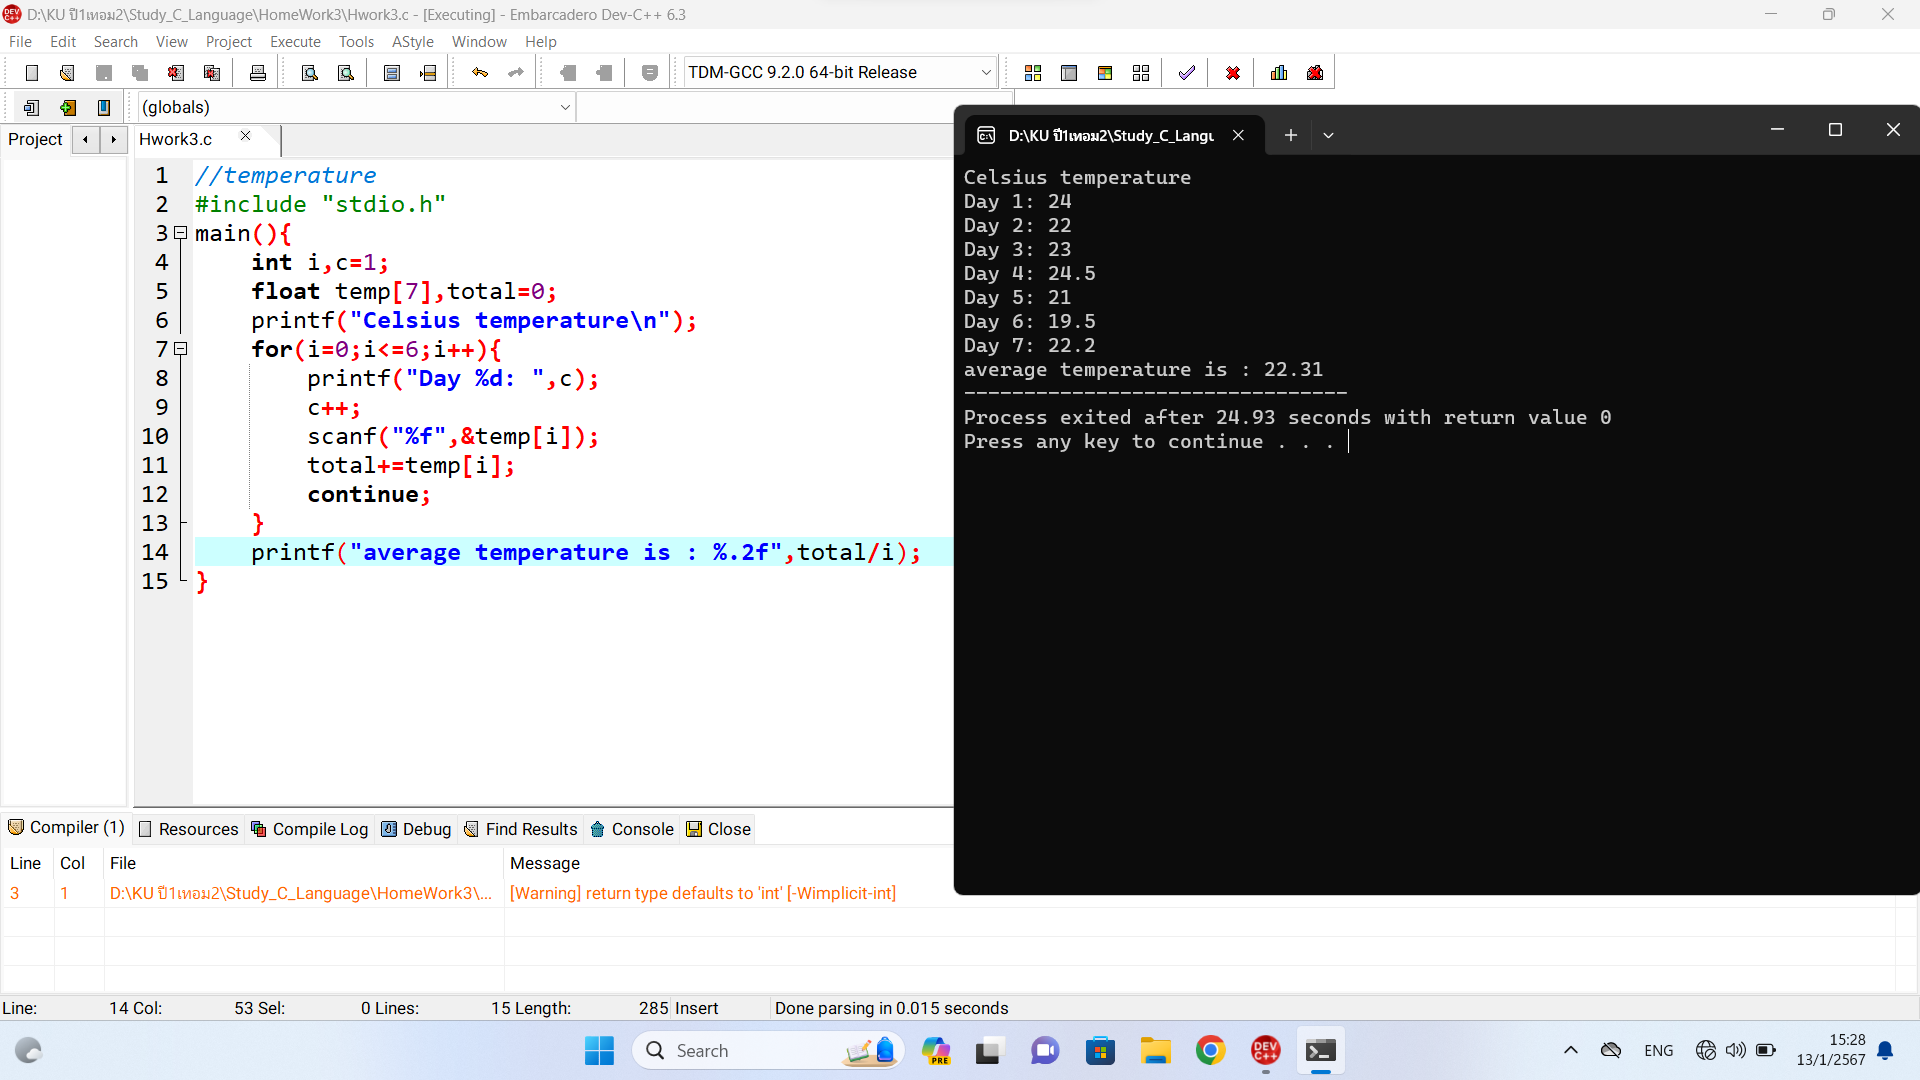 D:\KU ปี1เทอม2\Study_C_Language\HomeWork3\Hwork3.c - [Executing] - Embarcadero Dev-C++ 6.3
File Edit Search View Project Execute Tools AStyle Window Help
TDM-GCC 9.2.0 64-bit Release
(globals)
Project
Hwork3.c
1 //temperature
2 #include "stdio.h"
3 main(){
4 int i,c=1;
5 float temp[7],total=0;
6 printf("Celsius temperature\n");
7 for(i=0;i<=6;i++){
8 printf("Day %d: ",c);
9 c++;
10 scanf("%f",&temp[i]);
11 total+=temp[i];
12 continue;
13 }
14 printf("average temperature is : %.2f",total/i);
15 }
D:\KU ปี1เทอม2\Study_C_Langu
Celsius temperature
Day 1: 24
Day 2: 22
Day 3: 23
Day 4: 24.5
Day 5: 21
Day 6: 19.5
Day 7: 22.2
average temperature is : 22.31
--------------------------------
Process exited after 24.93 seconds with return value 0
Press any key to continue . . .
Compiler (1) Resources Compile Log Debug Find Results Console Close
Line Col File Message
3 1 D:\KU ปี1เทอม2\Study_C_Language\HomeWork3\... [Warning] return type defaults to 'int' [-Wimplicit-int]
Line: 14 Col: 53 Sel: 0 Lines: 15 Length: 285 Insert Done parsing in 0.015 seconds
Search
PRE
DEV C++
ENG
15:28
13/1/2567